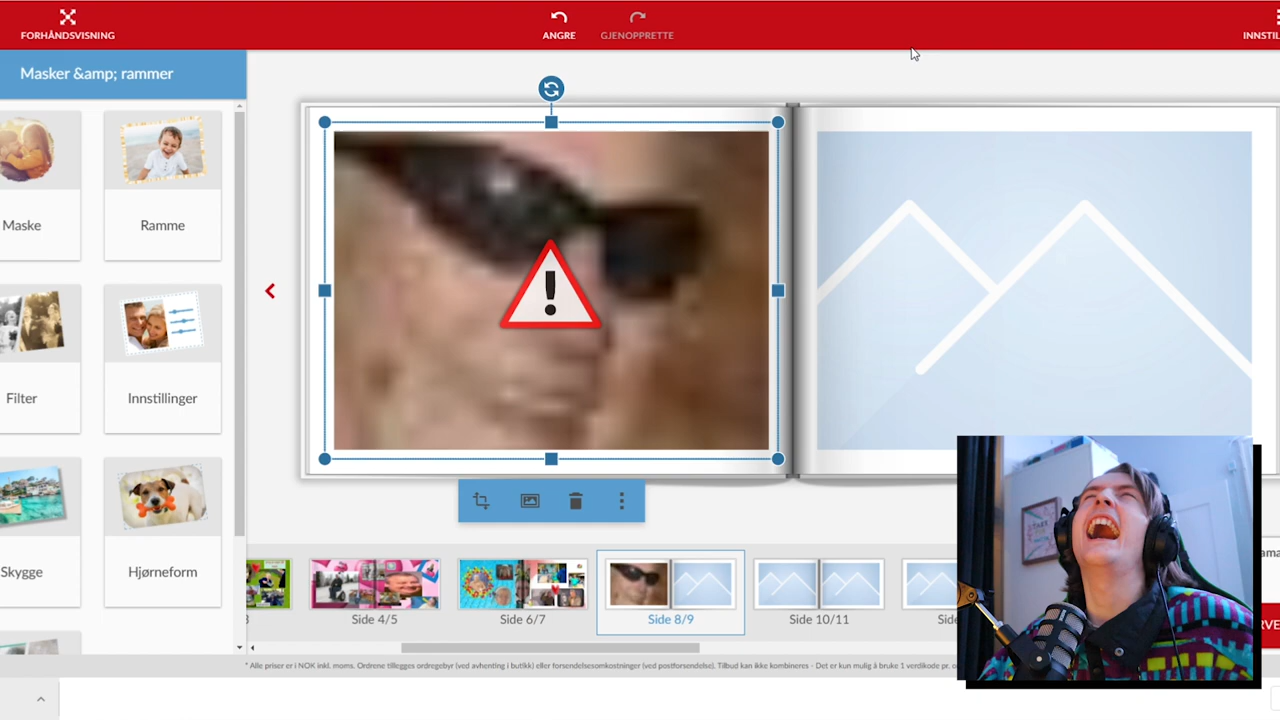 FORHÅNDSVISNING
ANGRE
GJENOPPRETTE
INNSTIL
Masker &amp; rammer
Maske
Ramme
Filter
Innstillinger
Skygge
Hjørneform
3
Side 4/5
Side 6/7
Side 8/9
Side 10/11
Side
* Alle priser er i NOK inkl. moms. Ordrene tillegges ordregebyr (ved avhenting i butikk) eller forsendelsesomkostninger (ved postforsendelse). Tilbud kan ikke kombineres - Det er kun mulig å bruke 1 verdikode pr. o